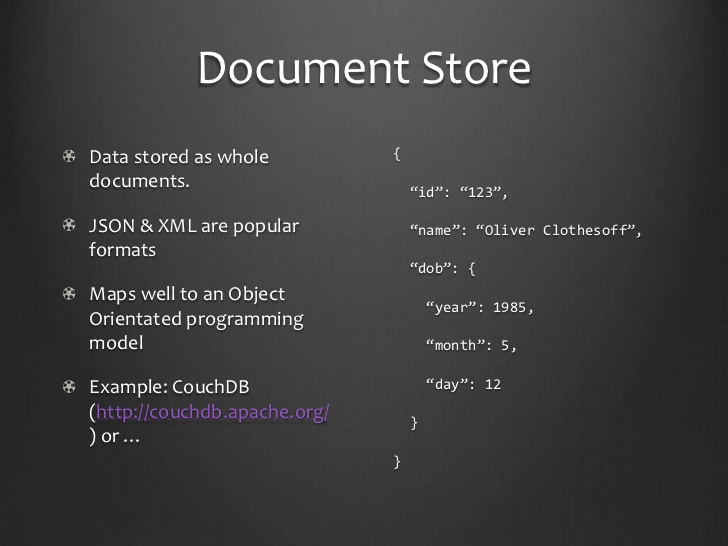 Document Store
Data stored as whole
documents.
JSON & XML are popular
formats
Maps well to an Object
Orientated programming
model
Example: CouchDB
(http://couchdb.apache.org/
) or …
{
“id”: “123”,
“name”: “Oliver Clothesoff”,
“dob”: {
“year”: 1985,
“month”: 5,
“day”: 12
}
}